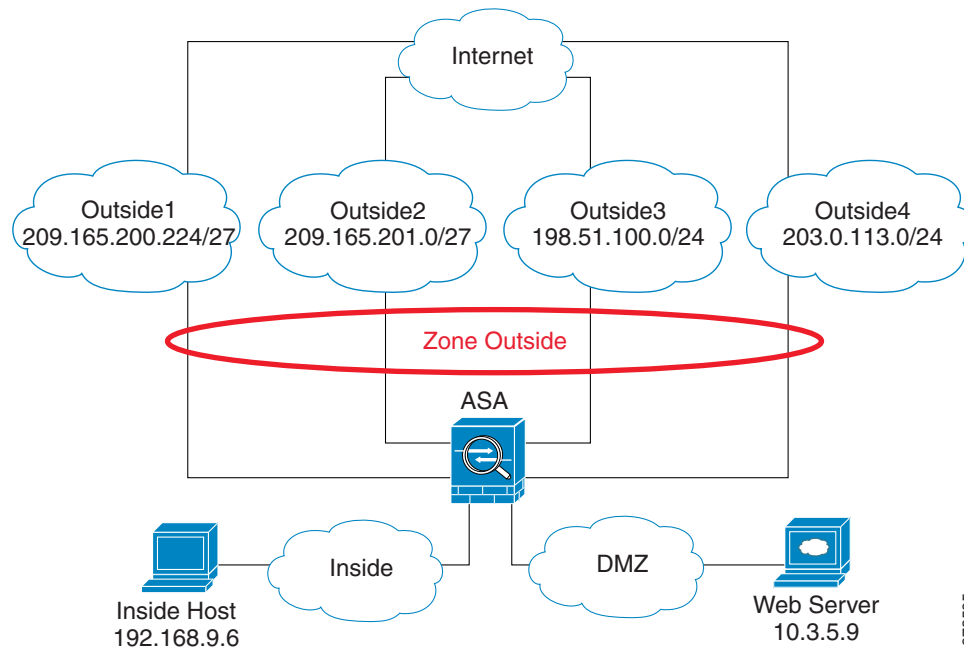 Internet
Outside1
209.165.200.224/27
Outside2
209.165.201.0/27
Outside3
198.51.100.0/24
Outside4
203.0.113.0/24
Zone Outside
ASA
Inside
DMZ
Inside Host
192.168.9.6
Web Server
10.3.5.9